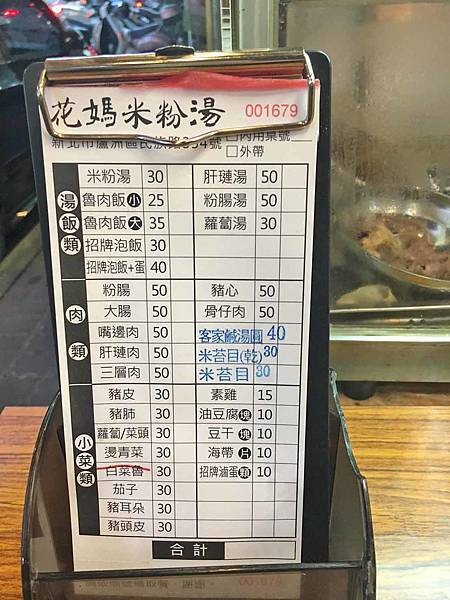 花媽米粉湯 001679
新北市蘆洲區民族路354號 □內用桌號
□外帶
湯飯類
米粉湯 30 肝璉湯 50
魯肉飯小 25 粉腸湯 50
魯肉飯大 35 蘿蔔湯 30
招牌泡飯 30
招牌泡飯+蛋 40
肉類
粉腸 50 豬心 50
大腸 50 骨仔肉 50
嘴邊肉 50 客家鹹湯圓 40
肝璉肉 50 米苔目(乾) 30
三層肉 50 米苔目 30
小菜類
豬皮 30 素雞 15
豬肺 30 油豆腐塊 10
蘿蔔/菜頭 30 豆干塊 10
燙青菜 30 海帶片 10
白菜魯 30 招牌滷蛋顆 10
茄子 30
豬耳朵 30
豬頭皮 30
合計